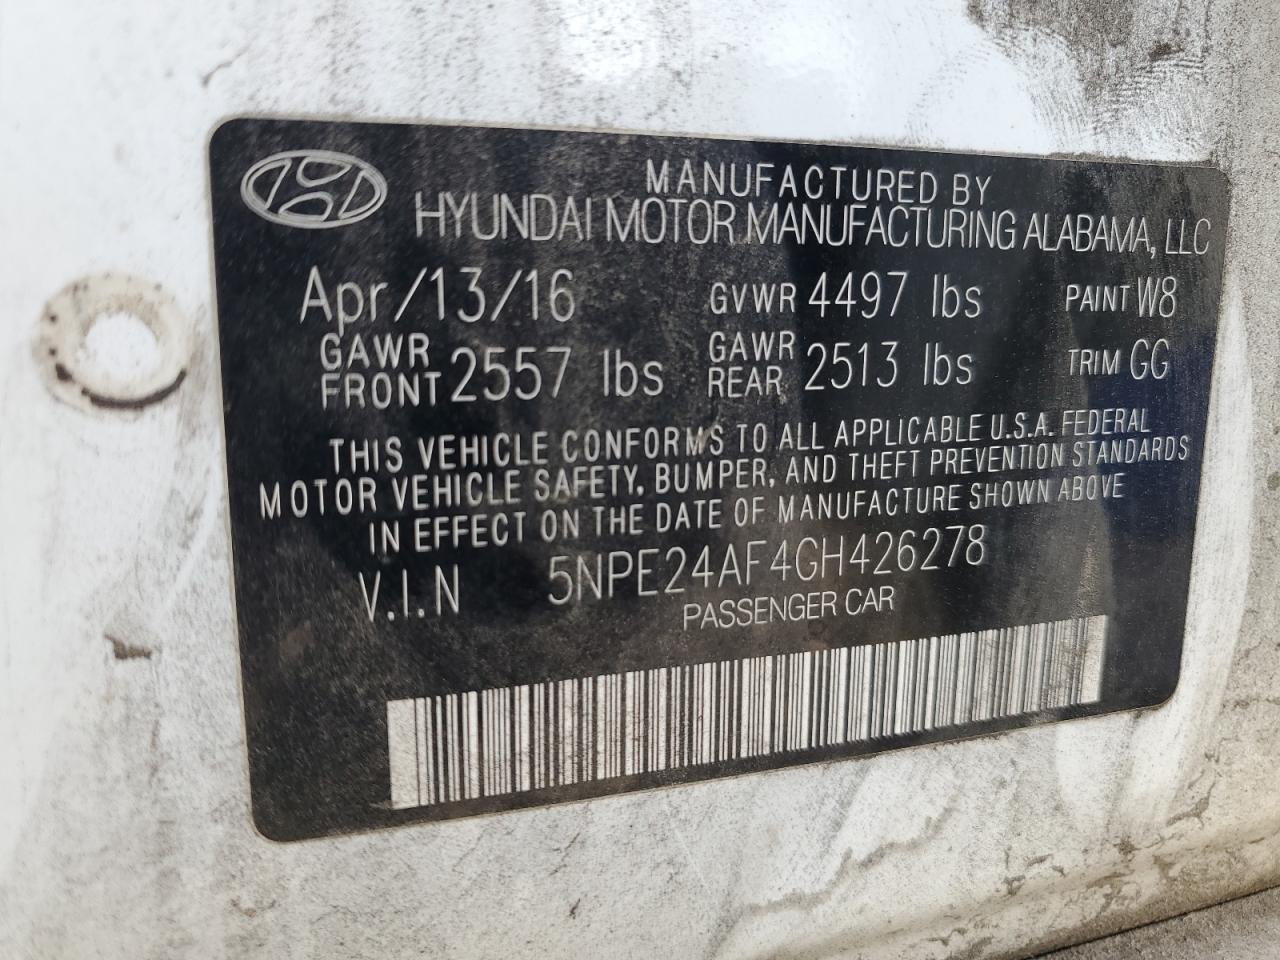 MANUFACTURED BY
HYUNDAI MOTOR MANUFACTURING ALABAMA, LLC
Apr/13/16 GVWR 4497 lbs PAINT W8
GAWR FRONT 2557 lbs GAWR REAR 2513 lbs TRIM GG
THIS VEHICLE CONFORMS TO ALL APPLICABLE U.S.A. FEDERAL
MOTOR VEHICLE SAFETY, BUMPER, AND THEFT PREVENTION STANDARDS
IN EFFECT ON THE DATE OF MANUFACTURE SHOWN ABOVE
V.I.N 5NPE24AF4GH426278
PASSENGER CAR